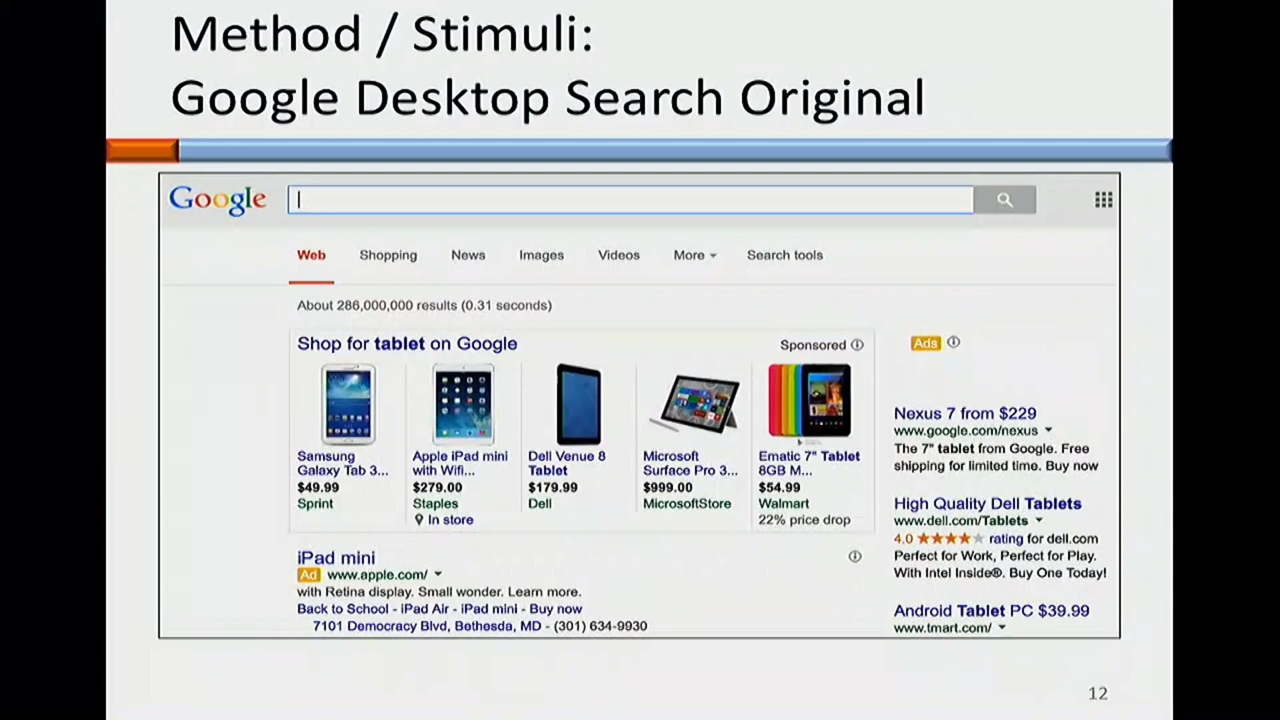 Method / Stimuli:
Google Desktop Search Original
Google
Web Shopping News Images Videos More Search tools
About 286,000,000 results (0.31 seconds)
Shop for tablet on Google
Sponsored
Samsung
Galaxy Tab 3...
$49.99
Sprint
Apple iPad mini
with Wifi...
$279.00
Staples
In store
Dell Venue 8
Tablet
$179.99
Dell
Microsoft
Surface Pro 3...
$999.00
MicrosoftStore
Ematic 7" Tablet
8GB M...
$54.99
Walmart
22% price drop
iPad mini
Ad www.apple.com/
with Retina display. Small wonder. Learn more.
Back to School - iPad Air - iPad mini - Buy now
7101 Democracy Blvd, Bethesda, MD - (301) 634-9930
Ads
Nexus 7 from $229
www.google.com/nexus
The 7" tablet from Google. Free
shipping for limited time. Buy now
High Quality Dell Tablets
www.dell.com/Tablets
4.0 ★★★★★ rating for dell.com
Perfect for Work, Perfect for Play.
With Intel Inside®. Buy One Today!
Android Tablet PC $39.99
www.tmart.com/
12